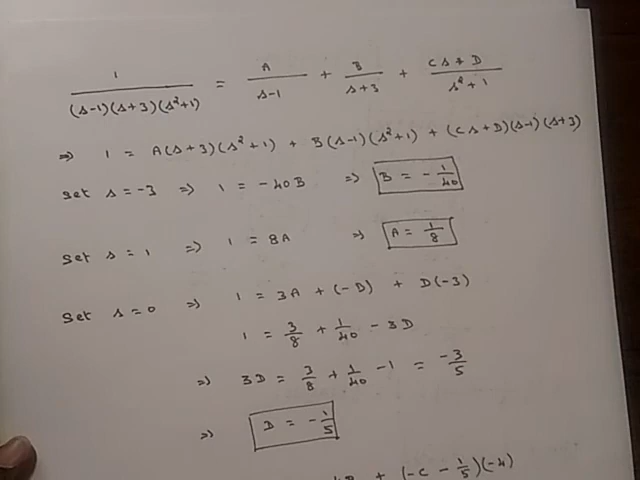 1/((s-1)(s+3)(s²+1)) = A/(s-1) + B/(s+3) + (Cs+D)/(s²+1)
⇒ 1 = A(s+3)(s²+1) + B(s-1)(s²+1) + (Cs+D)(s-1)(s+3)
Set s=-3 ⇒ 1 = -40B ⇒ B = -1/40
Set s=1 ⇒ 1 = 8A ⇒ A = 1/8
Set s=0 ⇒ 1 = 3A + (-D) + D(-3)
1 = 3/8 + 1/40 - 3D
⇒ 3D = 3/8 + 1/40 - 1 = -3/5
⇒ D = -1/5
+ (-C - 1/5)(-4)